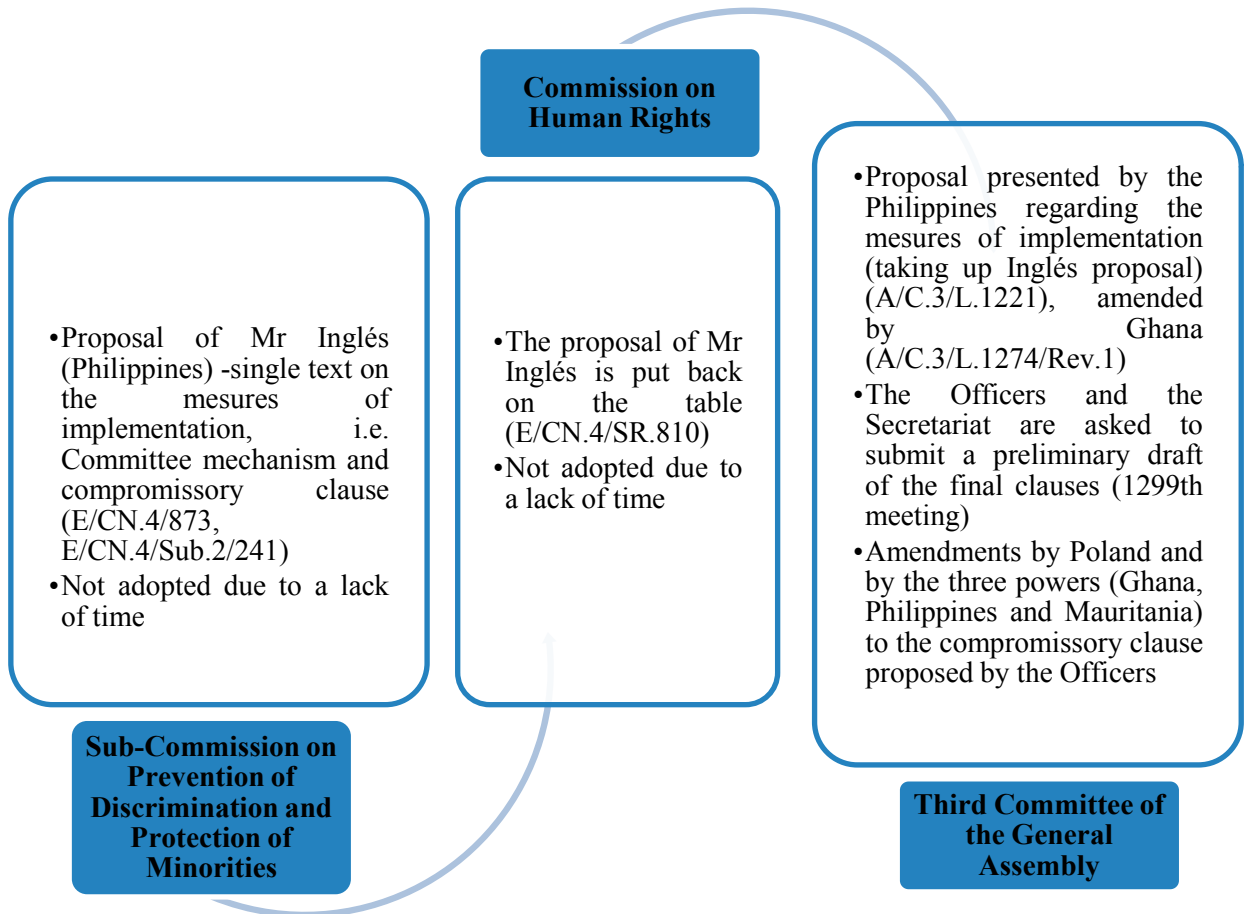 •Proposal of Mr Inglés
(Philippines) -single text on
the mesures of
implementation, i.e.
Committee mechanism and
compromissory clause
(E/CN.4/873,
E/CN.4/Sub.2/241)
•Not adopted due to a lack
of time
Sub-Commission on
Prevention of
Discrimination and
Protection of
Minorities
Commission on
Human Rights
•The proposal of Mr
Inglés is put back
on the table
(E/CN.4/SR.810)
•Not adopted due to
a lack of time
•Proposal presented by the
Philippines regarding the
mesures of implementation
(taking up Inglés proposal)
(A/C.3/L.1221), amended
by Ghana
(A/C.3/L.1274/Rev.1)
•The Officers and the
Secretariat are asked to
submit a preliminary draft
of the final clauses (1299th
meeting)
•Amendments by Poland and
by the three powers (Ghana,
Philippines and Mauritania)
to the compromissory clause
proposed by the Officers
Third Committee of
the General
Assembly